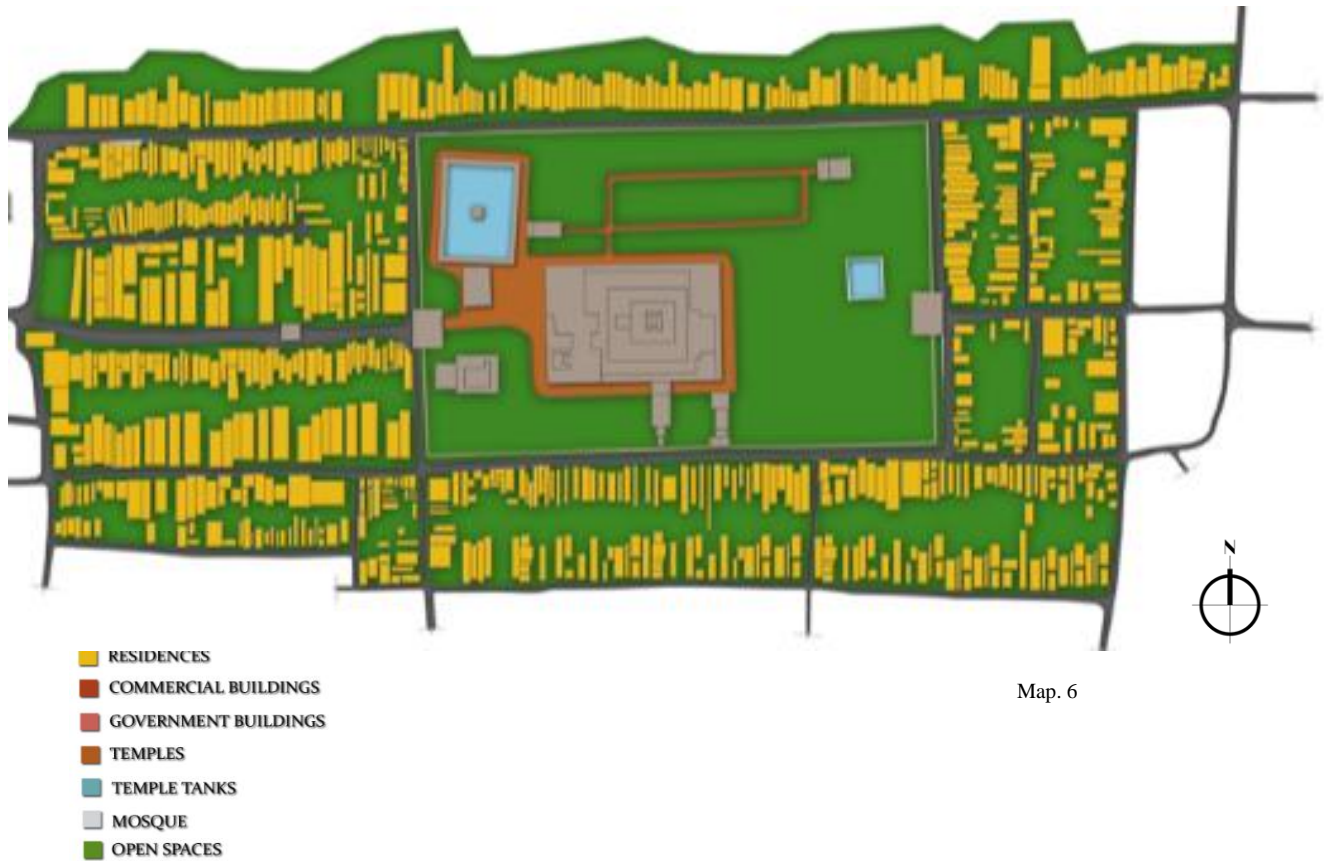 N
RESIDENCES
COMMERCIAL BUILDINGS
Map. 6
GOVERNMENT BUILDINGS
TEMPLES
TEMPLE TANKS
MOSQUE
OPEN SPACES